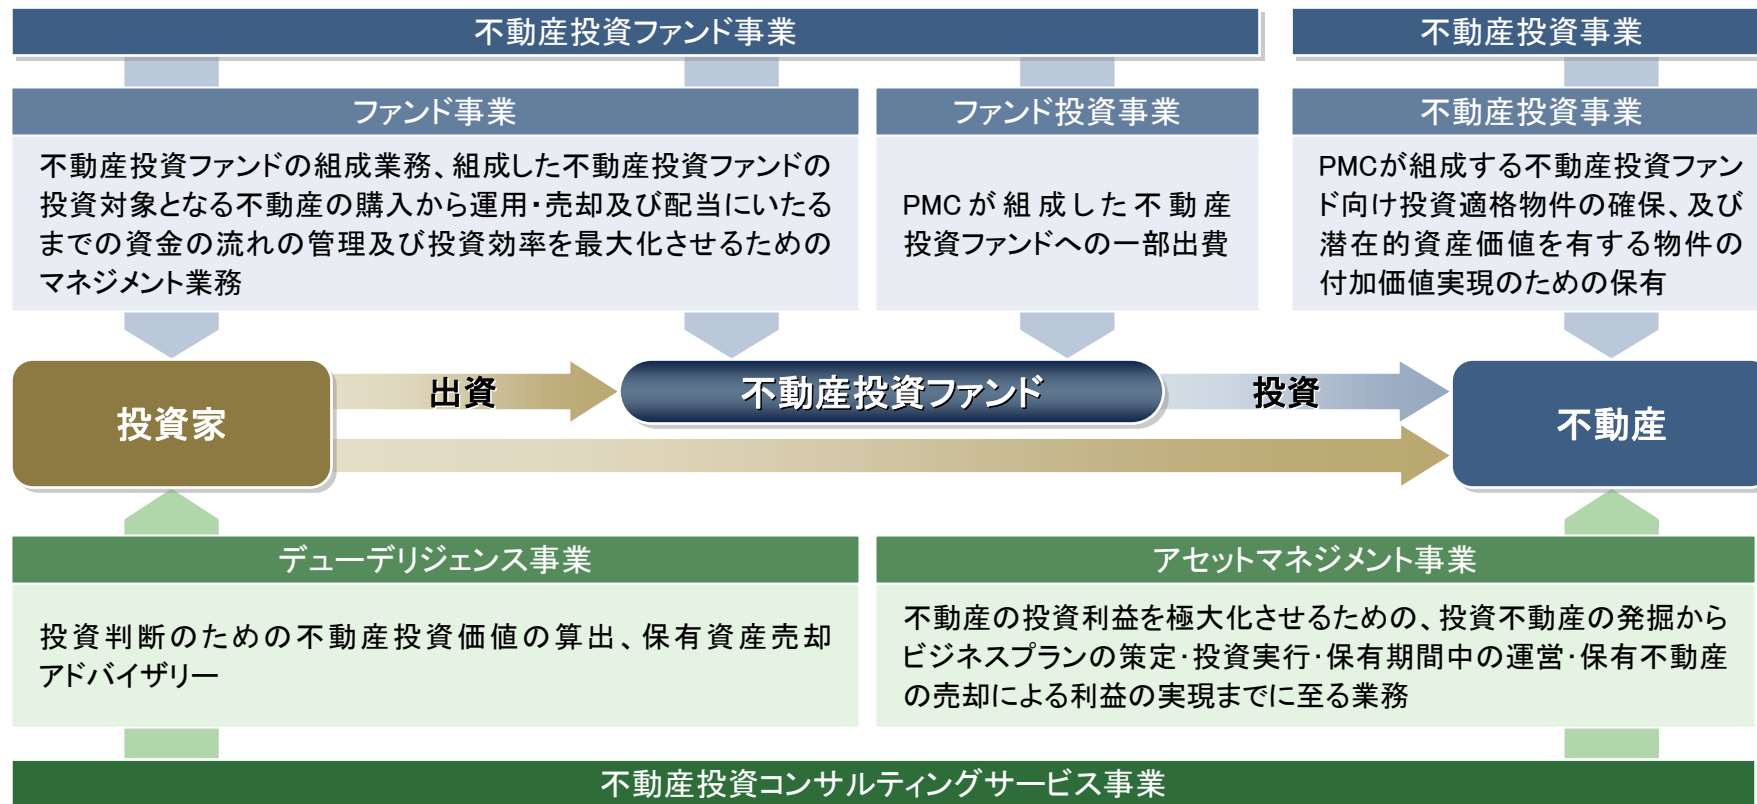 不動産投資ファンド事業
不動産投資事業
ファンド事業
不動産投資ファンドの組成業務、組成した不動産投資ファンドの
投資対象となる不動産の購入から運用・売却及び配当にいたる
までの資金の流れの管理及び投資効率を最大化させるための
マネジメント業務
ファンド投資事業
PMCが組成した不動産
投資ファンドへの一部出費
不動産投資事業
PMCが組成する不動産投資ファン
ド向け投資適格物件の確保、及び
潜在的資産価値を有する物件の
付加価値実現のための保有
投資家
出資
不動産投資ファンド
投資
不動産
デューデリジェンス事業
投資判断のための不動産投資価値の算出、保有資産売却
アドバイザリー
アセットマネジメント事業
不動産の投資利益を極大化させるための、投資不動産の発掘から
ビジネスプランの策定・投資実行・保有期間中の運営・保有不動産
の売却による利益の実現までに至る業務
不動産投資コンサルティングサービス事業